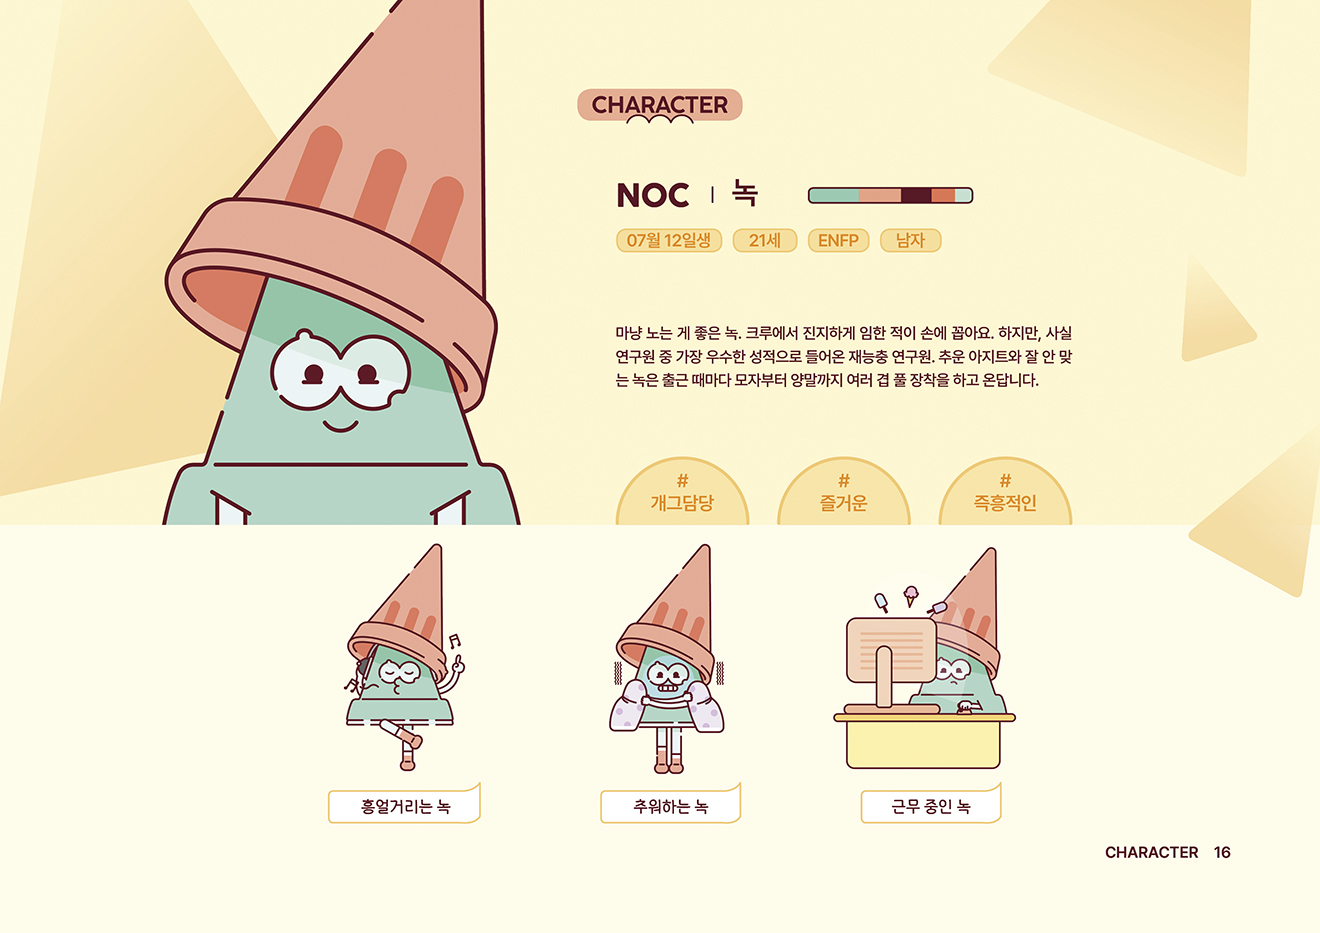 CHARACTER
NOC | 녹
07월 12일생 21세 ENFP 남자
마냥 노는 게 좋은 녹. 크루에서 진지하게 임한 적이 손에 꼽아요. 하지만, 사실
연구원 중 가장 우수한 성적으로 들어온 재능충 연구원. 추운 아지트와 잘 안 맞
는 녹은 출근 때마다 모자부터 양말까지 여러 겹 풀 장착을 하고 온답니다.
# # #
개그담당 즐거운 즉흥적인
흥얼거리는 녹 추워하는 녹 근무 중인 녹
CHARACTER 16